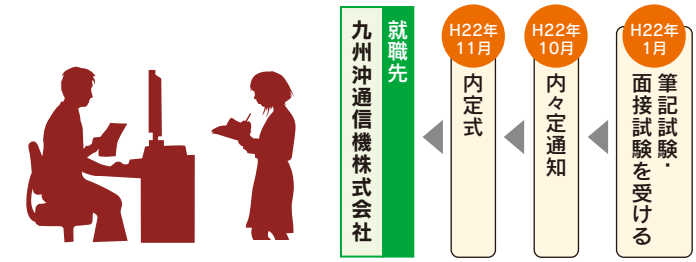 H22年
1月
筆記試験・
面接試験を受ける
H22年
10月
内々定通知
H22年
11月
内定式
就職先
九州沖通信機株式会社